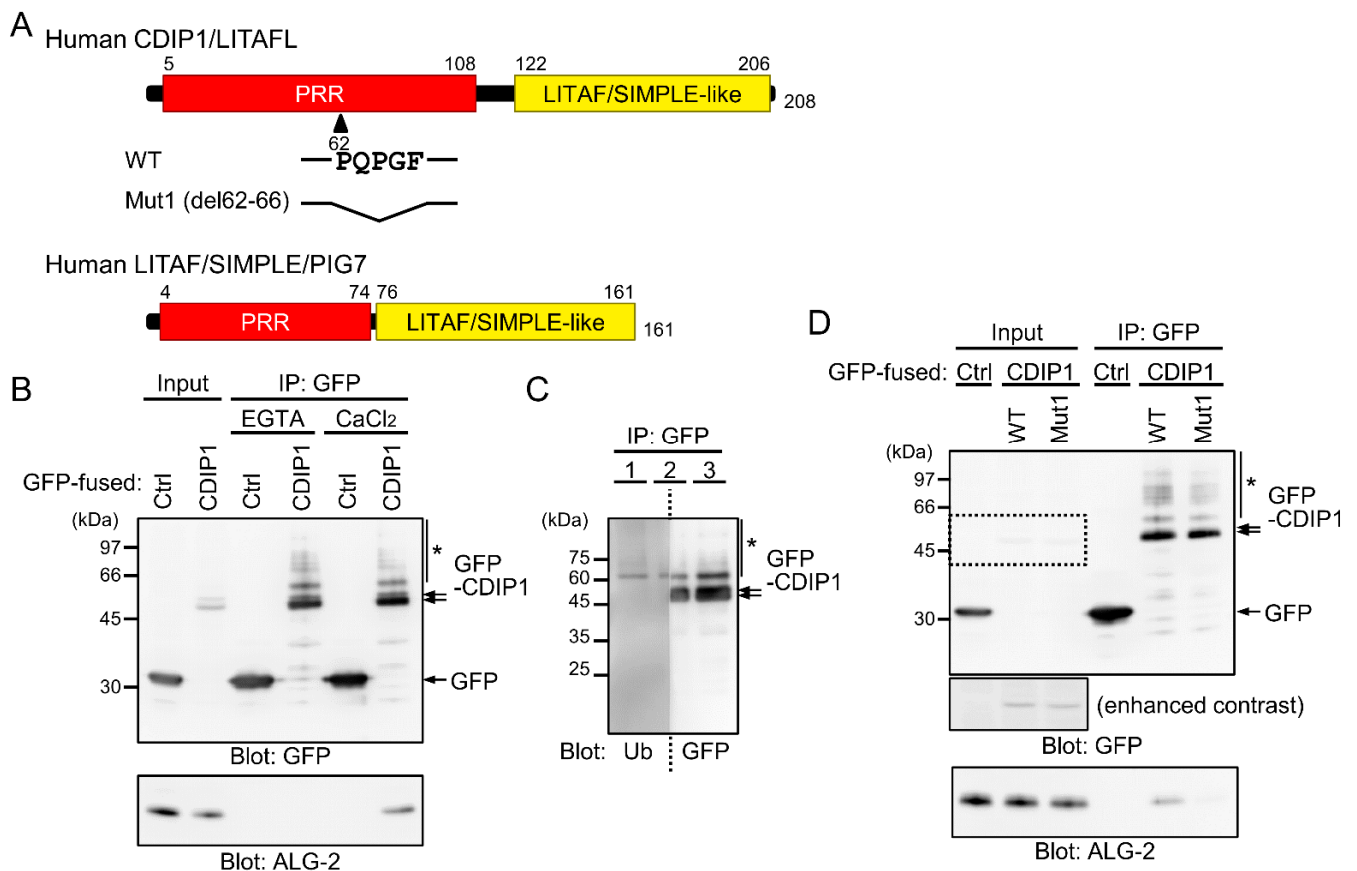 A
Human CDIP1/LITAFL
5 108 122 206
PRR LITAF/SIMPLE-like 208
62
WT PQPGF
Mut1 (del62-66)
Human LITAF/SIMPLE/PIG7
4 74 76 161
PRR LITAF/SIMPLE-like 161
B
Input IP: GFP
EGTA CaCl2
GFP-fused: Ctrl CDIP1 Ctrl CDIP1 Ctrl CDIP1
(kDa)
97
66
45
30
*
GFP
-CDIP1
GFP
Blot: GFP
Blot: ALG-2
C
IP: GFP
1 2 3
(kDa)
75
60
45
35
25
*
GFP
-CDIP1
Blot: Ub GFP
D
Input IP: GFP
GFP-fused: Ctrl CDIP1 Ctrl CDIP1
WT Mut1 WT Mut1
(kDa)
97
66
45
30
*
GFP
-CDIP1
GFP
(enhanced contrast)
Blot: GFP
Blot: ALG-2